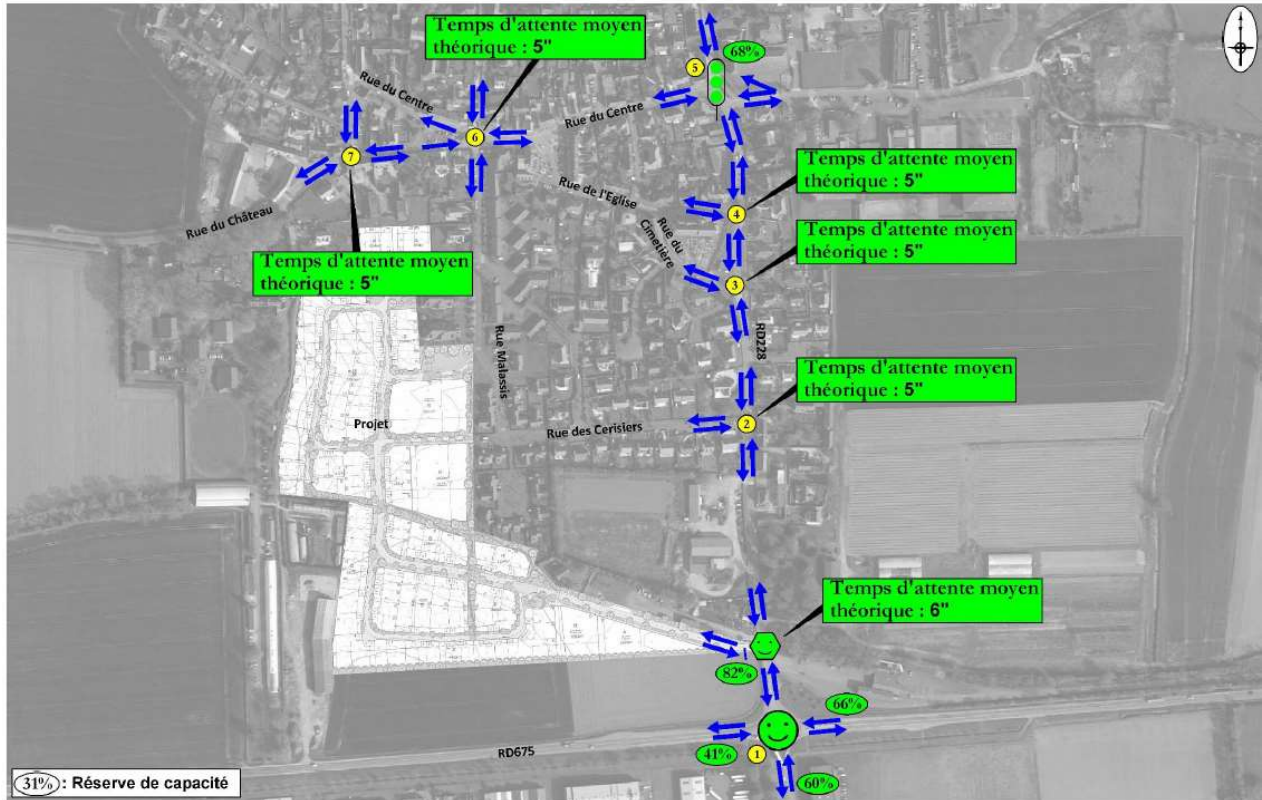 Temps d'attente moyen
théorique : 5"
68%
5
Rue du Centre
Rue du Centre
6
7
Temps d'attente moyen
théorique : 5"
4
Rue de l'Eglise
Rue du
Cimetière
Rue du Château
Temps d'attente moyen
théorique : 5"
Temps d'attente moyen
théorique : 5"
3
RD228
Rue Malassis
Temps d'attente moyen
théorique : 5"
Projet
Rue des Cerisiers
2
Temps d'attente moyen
théorique : 6"
82%
66%
RD675
41%
1
60%
31% : Réserve de capacité